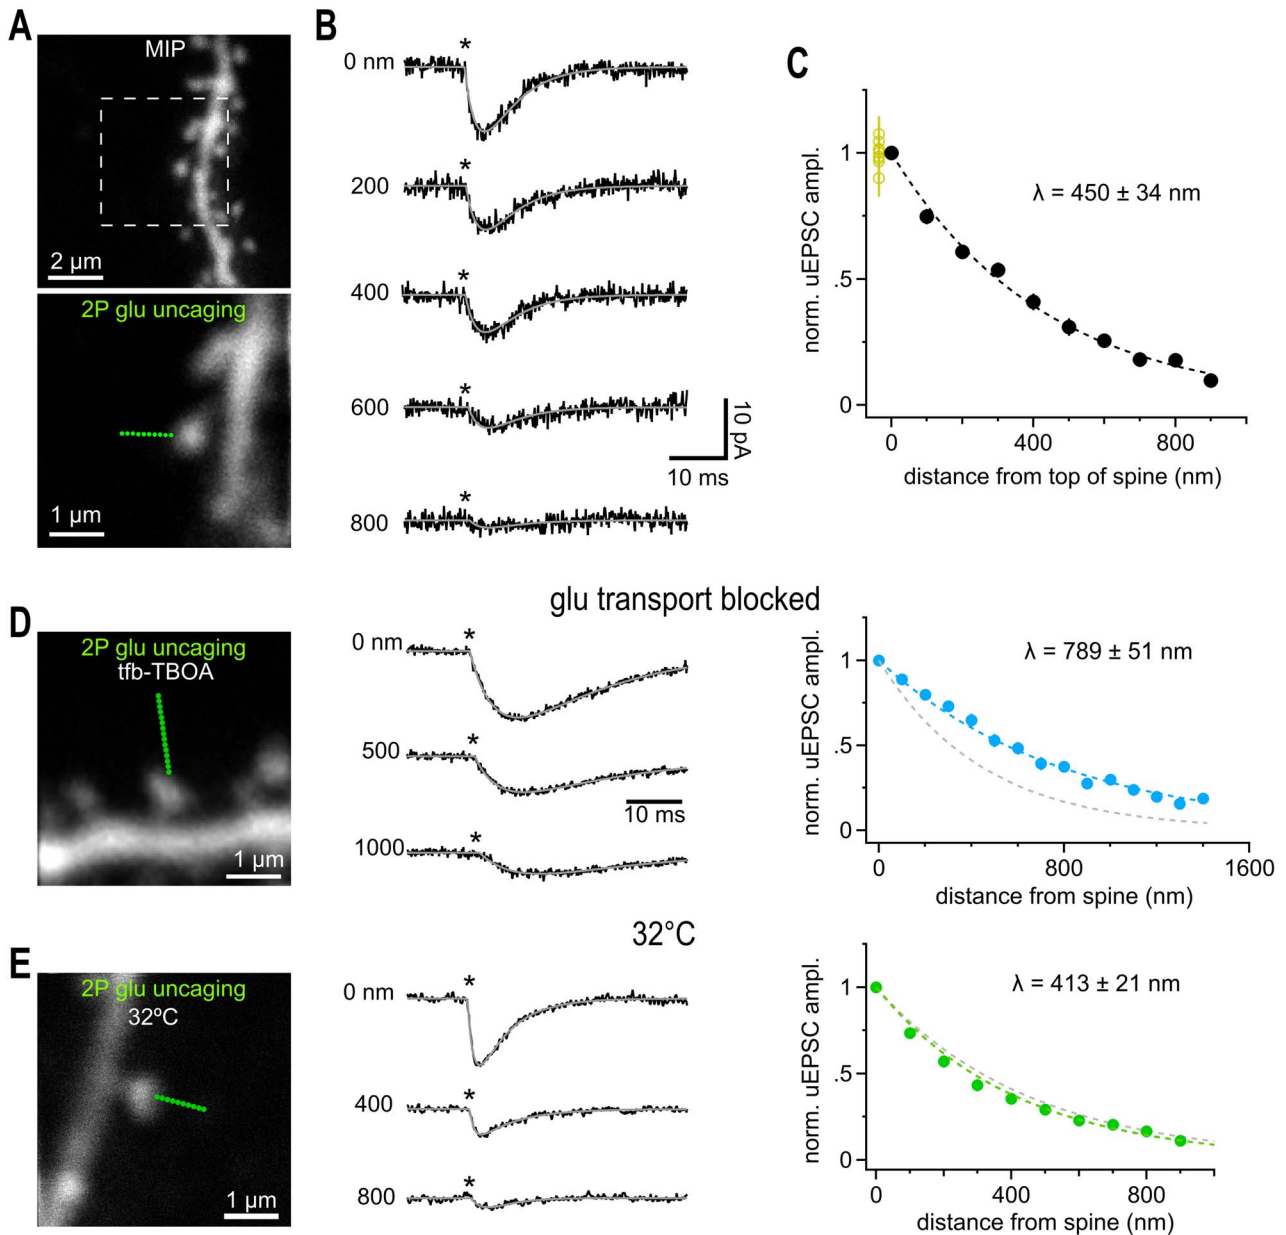 A
MIP
2 µm
2P glu uncaging
1 µm
B
0 nm
*
200
*
400
*
600
*
10 pA
10 ms
800
*
C
norm. uEPSC ampl.
1
.5
0
λ = 450 ± 34 nm
0 400 800
distance from top of spine (nm)
glu transport blocked
D
2P glu uncaging
tfb-TBOA
1 µm
0 nm
*
500
*
10 ms
1000
*
norm. uEPSC ampl.
1
.5
0
λ = 789 ± 51 nm
0 800 1600
distance from spine (nm)
32°C
E
2P glu uncaging
32ºC
1 µm
0 nm
*
400
*
800
*
norm. uEPSC ampl.
1
.5
0
λ = 413 ± 21 nm
0 400 800
distance from spine (nm)